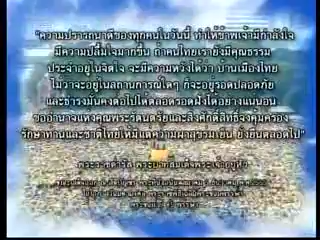 "ความปรารถนาดีของทุกคนในวันนี้ ทำให้ข้าพเจ้ามีกำลังใจ
มีความปลื้มใจมากขึ้น ถ้าคนไทยเรายังมีคุณธรรม
ประจำอยู่ในจิตใจ จะมีความหวังได้ว่า บ้านเมืองไทย
ไม่ว่าจะอยู่ในสถานการณ์ใดๆ ก็จะอยู่รอดปลอดภัย
และธำรงมั่นคงต่อไปได้ตลอดรอดฝั่งได้อย่างแน่นอน
ขออำนาจแห่งคุณพระรัตนตรัยและสิ่งศักดิ์สิทธิ์จงคุ้มครอง
รักษาท่านและชาติไทยให้มีแต่ความผาสุกร่มเย็น ยั่งยืนตลอดไป"
พระราชดำรัส พระบาทสมเด็จพระเจ้าอยู่หัว